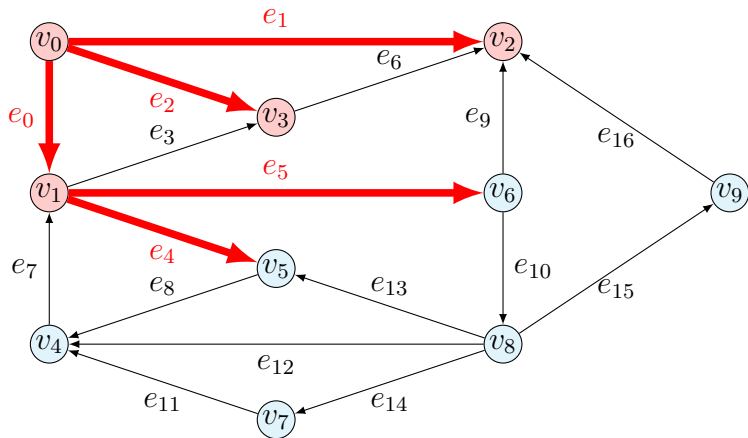 e₁
v₀
v₂
e₆
e₂
v₃
e₀
e₃
e₉
e₁₆
e₅
v₁
v₆
v₉
e₄
e₇
v₅
e₁₀
e₈
e₁₃
e₁₅
v₄
v₈
e₁₂
e₁₁
e₁₄
v₇